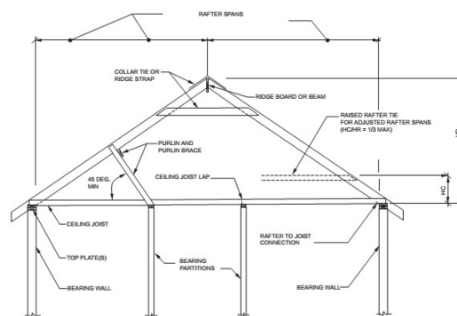 RAFTER SPANS
COLLAR TIE OR
RIDGE STRAP
RIDGE BOARD OR BEAM
RAISED RAFTER TIE
FOR ADJUSTED RAFTER SPANS
(HC/HR = 1/3 MAX)
PURLIN AND
PURLIN BRACE
45 DEG.
MIN
CEILING JOIST LAP
HC
CEILING JOIST
RAFTER TO JOIST
CONNECTION
TOP PLATE(S)
BEARING
PARTITIONS
BEARING WALL
BEARING WALL